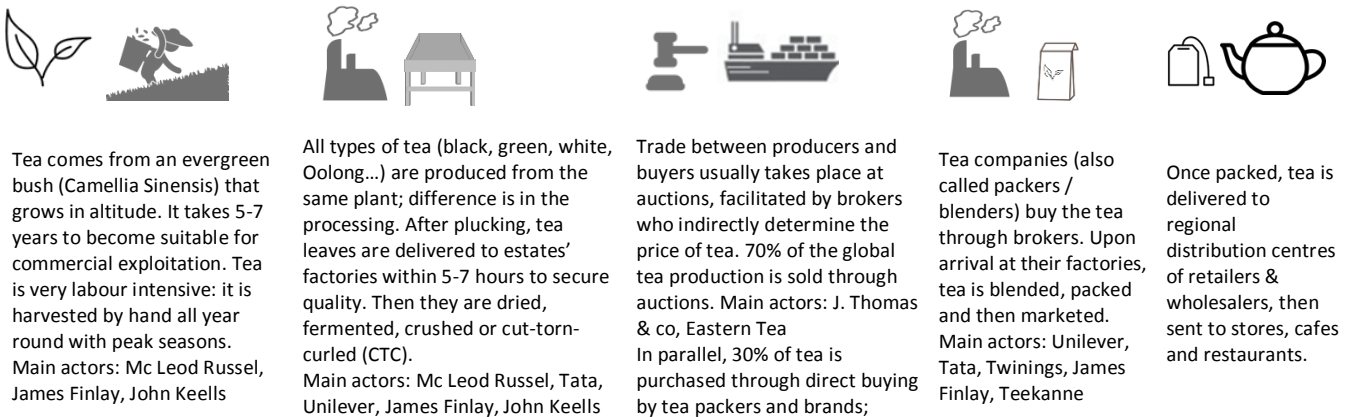 Tea comes from an evergreen
bush (Camellia Sinensis) that
grows in altitude. It takes 5-7
years to become suitable for
commercial exploitation. Tea
is very labour intensive: it is
harvested by hand all year
round with peak seasons.
Main actors: Mc Leod Russel,
James Finlay, John Keells
All types of tea (black, green, white,
Oolong…) are produced from the
same plant; difference is in the
processing. After plucking, tea
leaves are delivered to estates’
factories within 5-7 hours to secure
quality. Then they are dried,
fermented, crushed or cut-torn-
curled (CTC).
Main actors: Mc Leod Russel, Tata,
Unilever, James Finlay, John Keells
Trade between producers and
buyers usually takes place at
auctions, facilitated by brokers
who indirectly determine the
price of tea. 70% of the global
tea production is sold through
auctions. Main actors: J. Thomas
& co, Eastern Tea
In parallel, 30% of tea is
purchased through direct buying
by tea packers and brands;
Tea companies (also
called packers /
blenders) buy the tea
through brokers. Upon
arrival at their factories,
tea is blended, packed
and then marketed.
Main actors: Unilever,
Tata, Twinings, James
Finlay, Teekanne
Once packed, tea is
delivered to
regional
distribution centres
of retailers &
wholesalers, then
sent to stores, cafes
and restaurants.